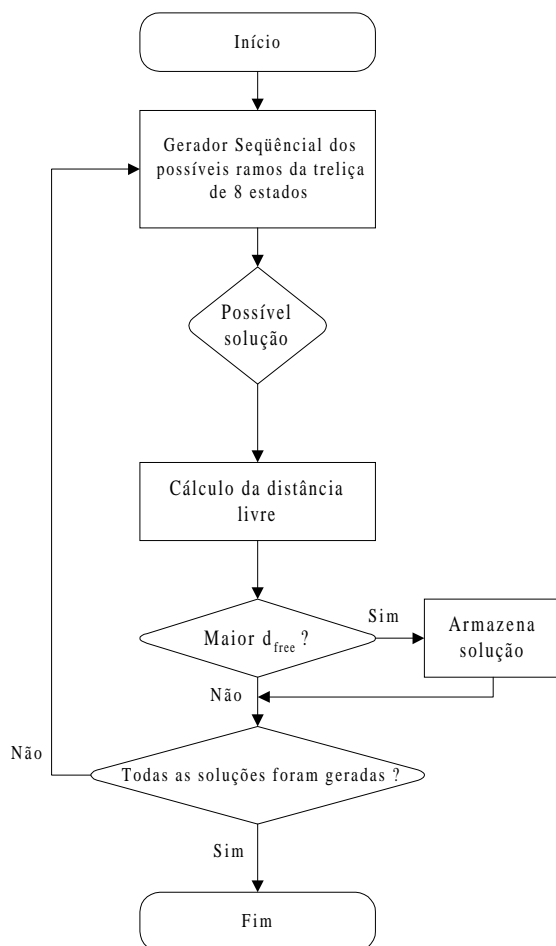 Início
Gerador Seqüêncial dos
possíveis ramos da treliça
de 8 estados
Possível
solução
Cálculo da distância
livre
Maior dfree ?
Sim
Armazena
solução
Não
Não
Todas as soluções foram geradas ?
Sim
Fim